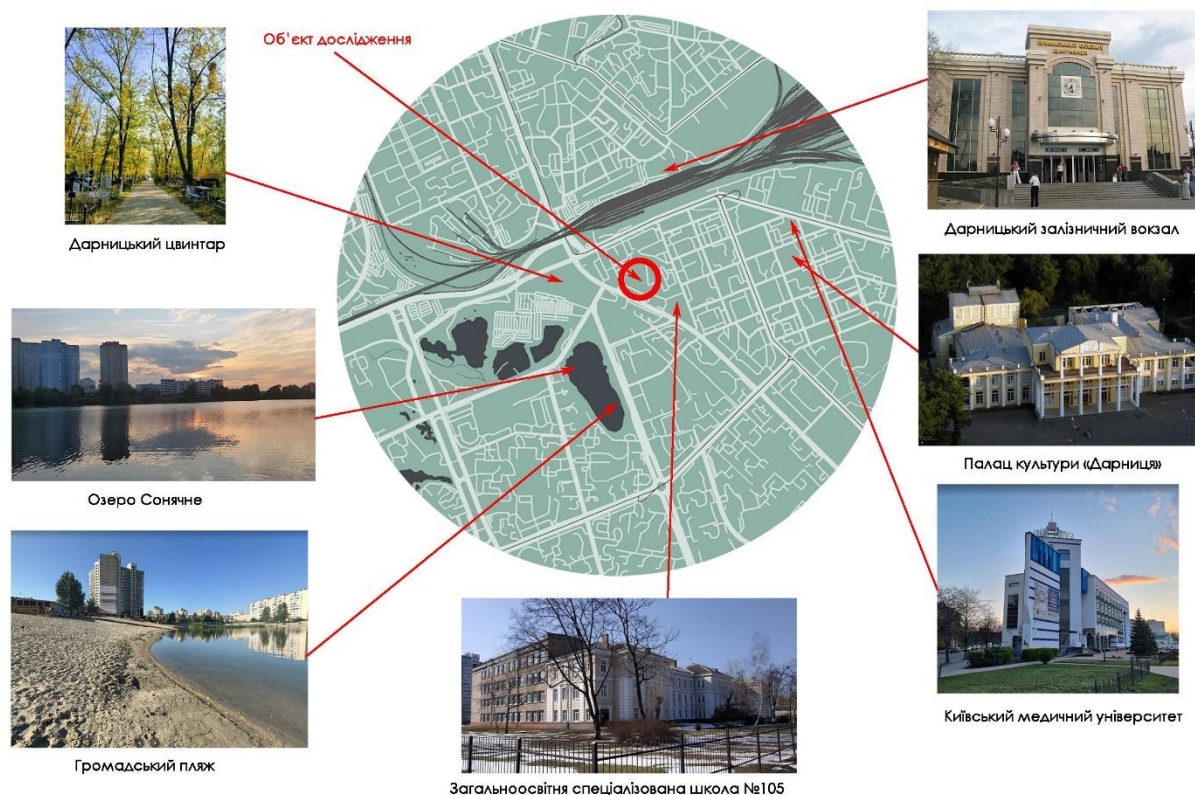 Об'єкт дослідження
Дарницький цвинтар
Дарницький залізничний вокзал
Озеро Сонячне
Палац культури «Дарниця»
Громадський пляж
Загальноосвітня спеціалізована школа №105
Київський медичний університет